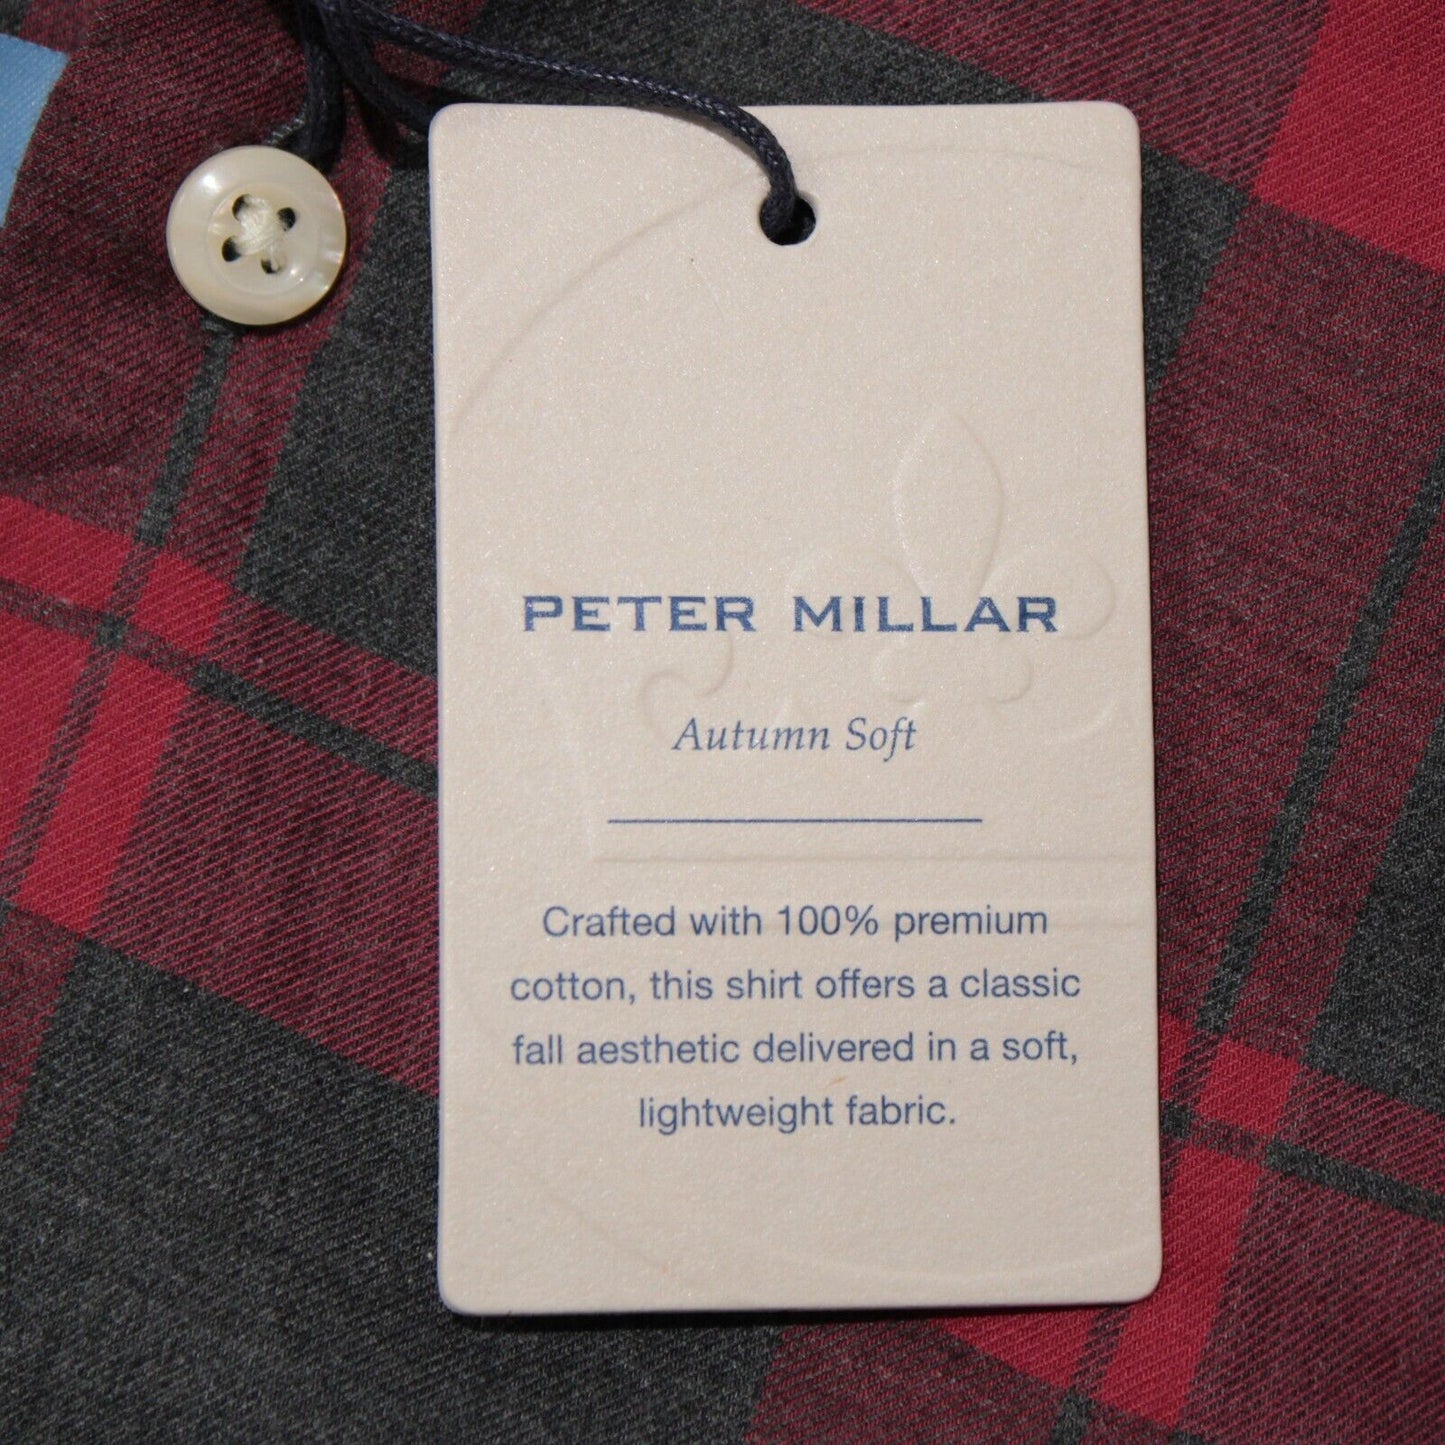 PETER MILLAR
Autumn Soft
Crafted with 100% premium
cotton, this shirt offers a classic
fall aesthetic delivered in a soft,
lightweight fabric.